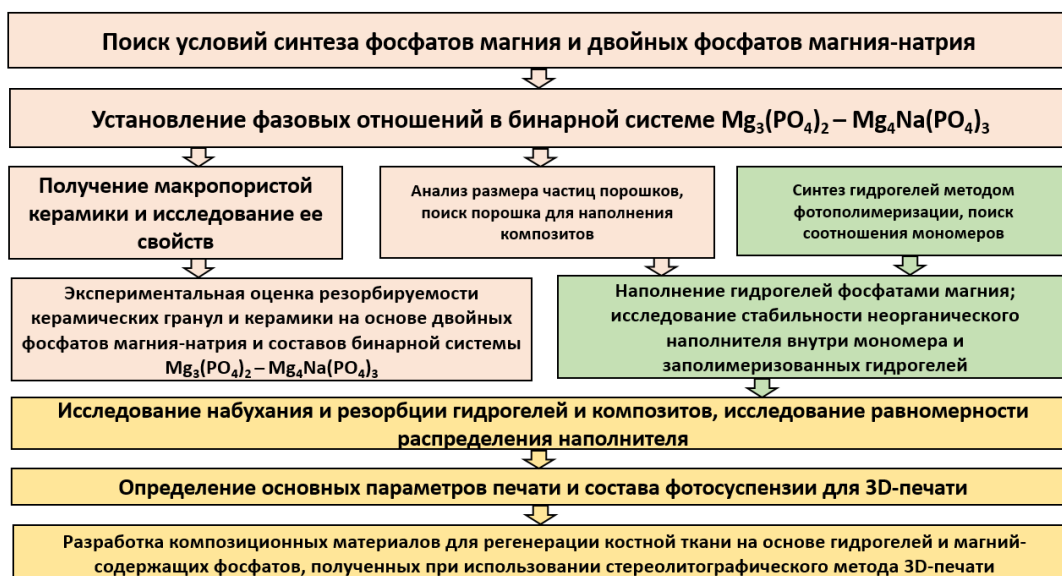 Поиск условий синтеза фосфатов магния и двойных фосфатов магния-натрия
Установление фазовых отношений в бинарной системе Mg₃(PO₄)₂ – Mg₄Na(PO₄)₃
Получение макропористой
керамики и исследование ее
свойств
Анализ размера частиц порошков,
поиск порошка для наполнения
композитов
Синтез гидрогелей методом
фотополимеризации, поиск
соотношения мономеров
Экспериментальная оценка резорбируемости
керамических гранул и керамики на основе двойных
фосфатов магния-натрия и составов бинарной системы
Mg₃(PO₄)₂ – Mg₄Na(PO₄)₃
Наполнение гидрогелей фосфатами магния;
исследование стабильности неорганического
наполнителя внутри мономера и
заполимеризованных гидрогелей
Исследование набухания и резорбции гидрогелей и композитов, исследование равномерности
распределения наполнителя
Определение основных параметров печати и состава фотосуспензии для 3D-печати
Разработка композиционных материалов для регенерации костной ткани на основе гидрогелей и магний-
содержащих фосфатов, полученных при использовании стереолитографического метода 3D-печати